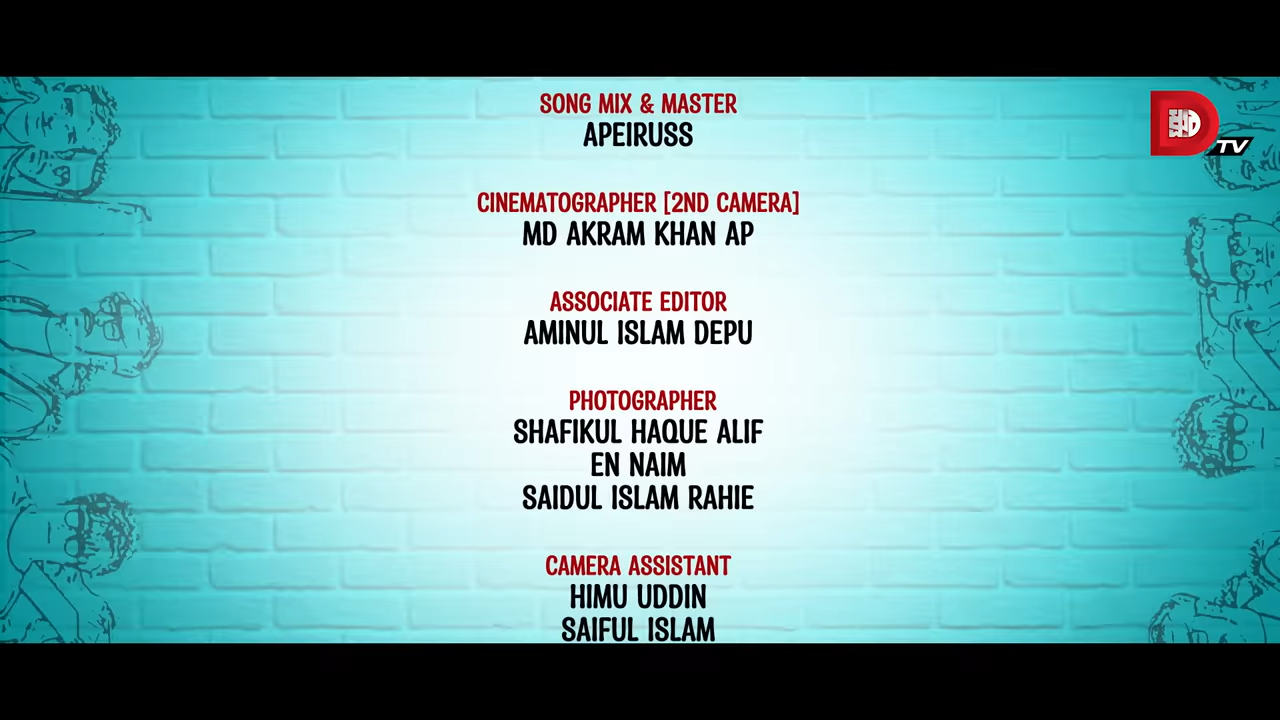 SONG MIX & MASTER
APEIRUSS
CINEMATOGRAPHER [2ND CAMERA]
MD AKRAM KHAN AP
ASSOCIATE EDITOR
AMINUL ISLAM DEPU
PHOTOGRAPHER
SHAFIKUL HAQUE ALIF
EN NAIM
SAIDUL ISLAM RAHIE
CAMERA ASSISTANT
HIMU UDDIN
SAIFUL ISLAM
D
TV